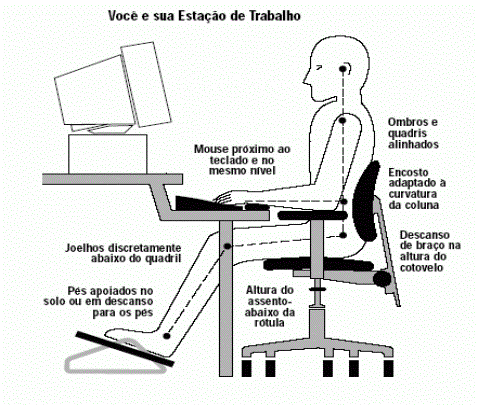 Você e sua Estação de Trabalho
Ombros e
quadris
alinhados
Mouse próximo ao
teclado e no
mesmo nível
Encosto
adaptado à
curvatura
da coluna
Descanso
de braço na
altura do
cotovelo
Joelhos discretamente
abaixo do quadril
Pés apoiados no
solo ou em descanso
para os pés
Altura do
assento-
abaixo da
rótula